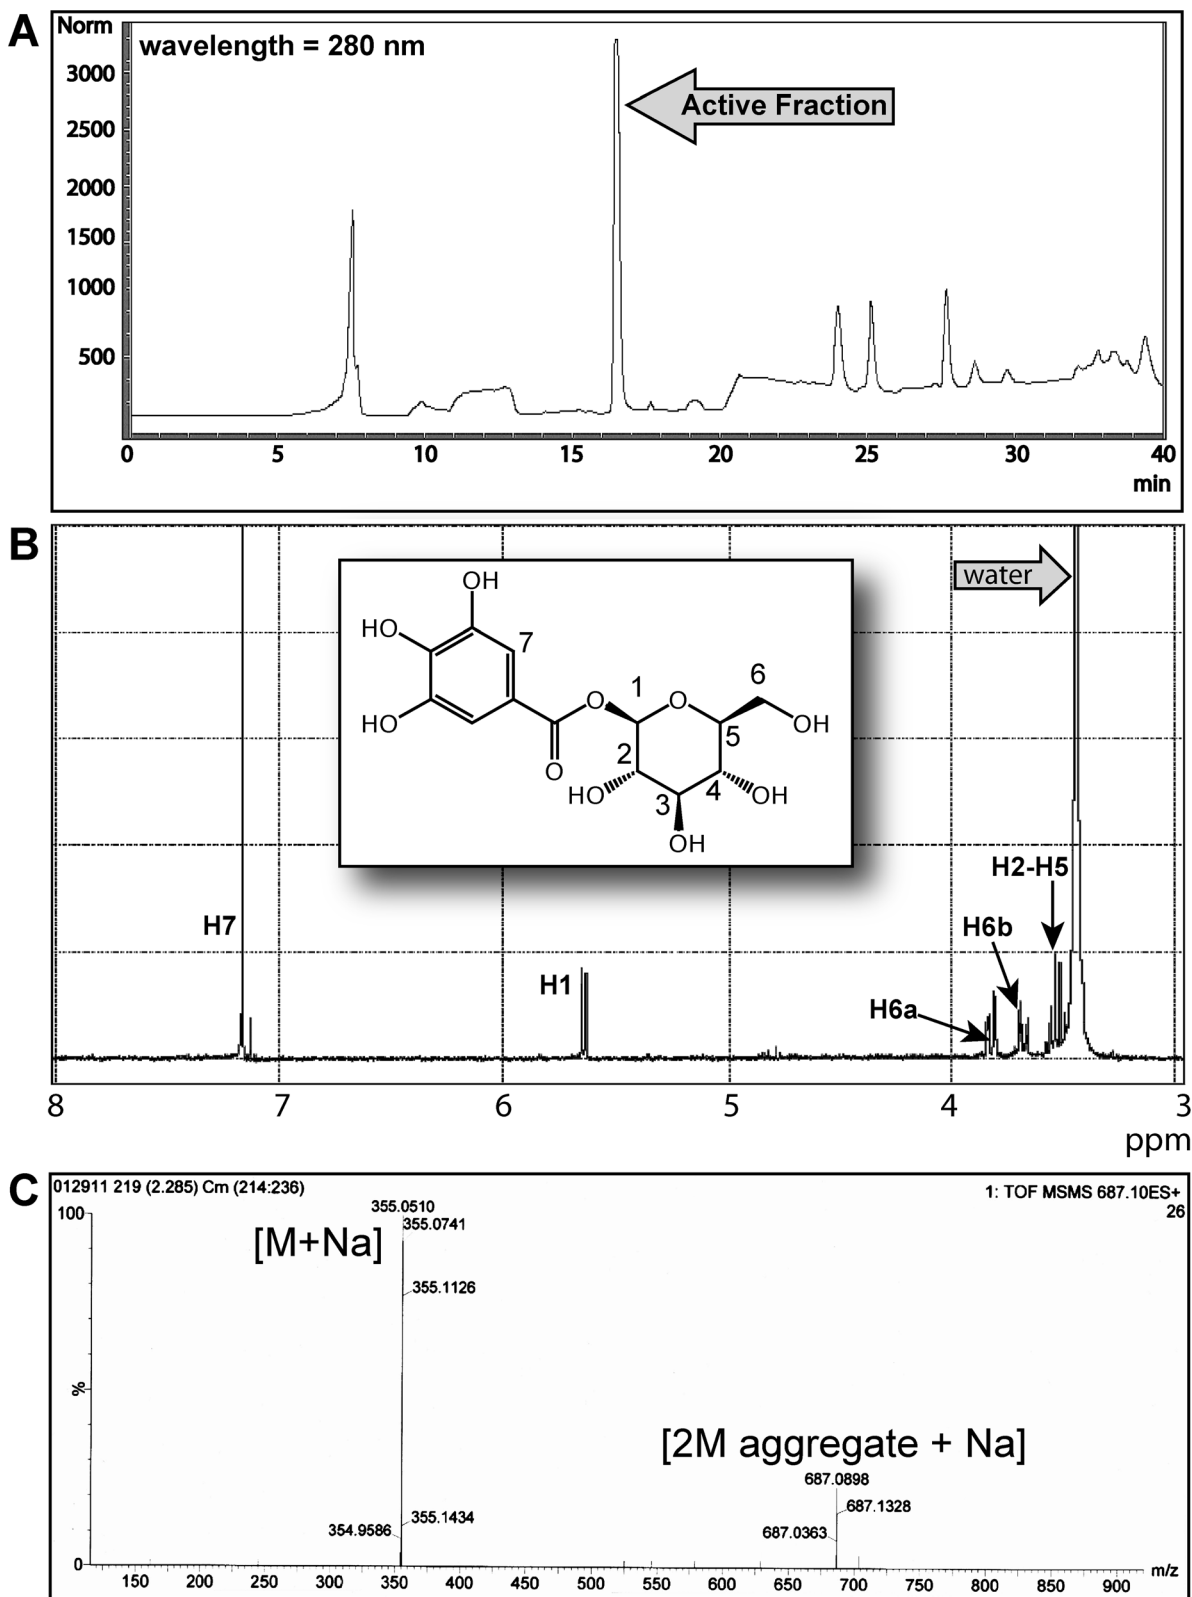 A
Norm
wavelength = 280 nm
3000
Active Fraction
2500
2000
1500
1000
500
0 5 10 15 20 25 30 35 40
min
B
water
OH
HO
7
HO
O
1
O
6
OH
O
2
5
HO
3
4
OH
OH
H7
H1
H2-H5
H6b
H6a
8 7 6 5 4 3
ppm
C
012911 219 (2.285) Cm (214:236)
1: TOF MSMS 687.10ES+
26
100
355.0510
355.0741
[M+Na]
355.1126
%
[2M aggregate + Na]
687.0898
687.1328
355.1434
354.9586
687.0363
0
m/z
150 200 250 300 350 400 450 500 550 600 650 700 750 800 850 900